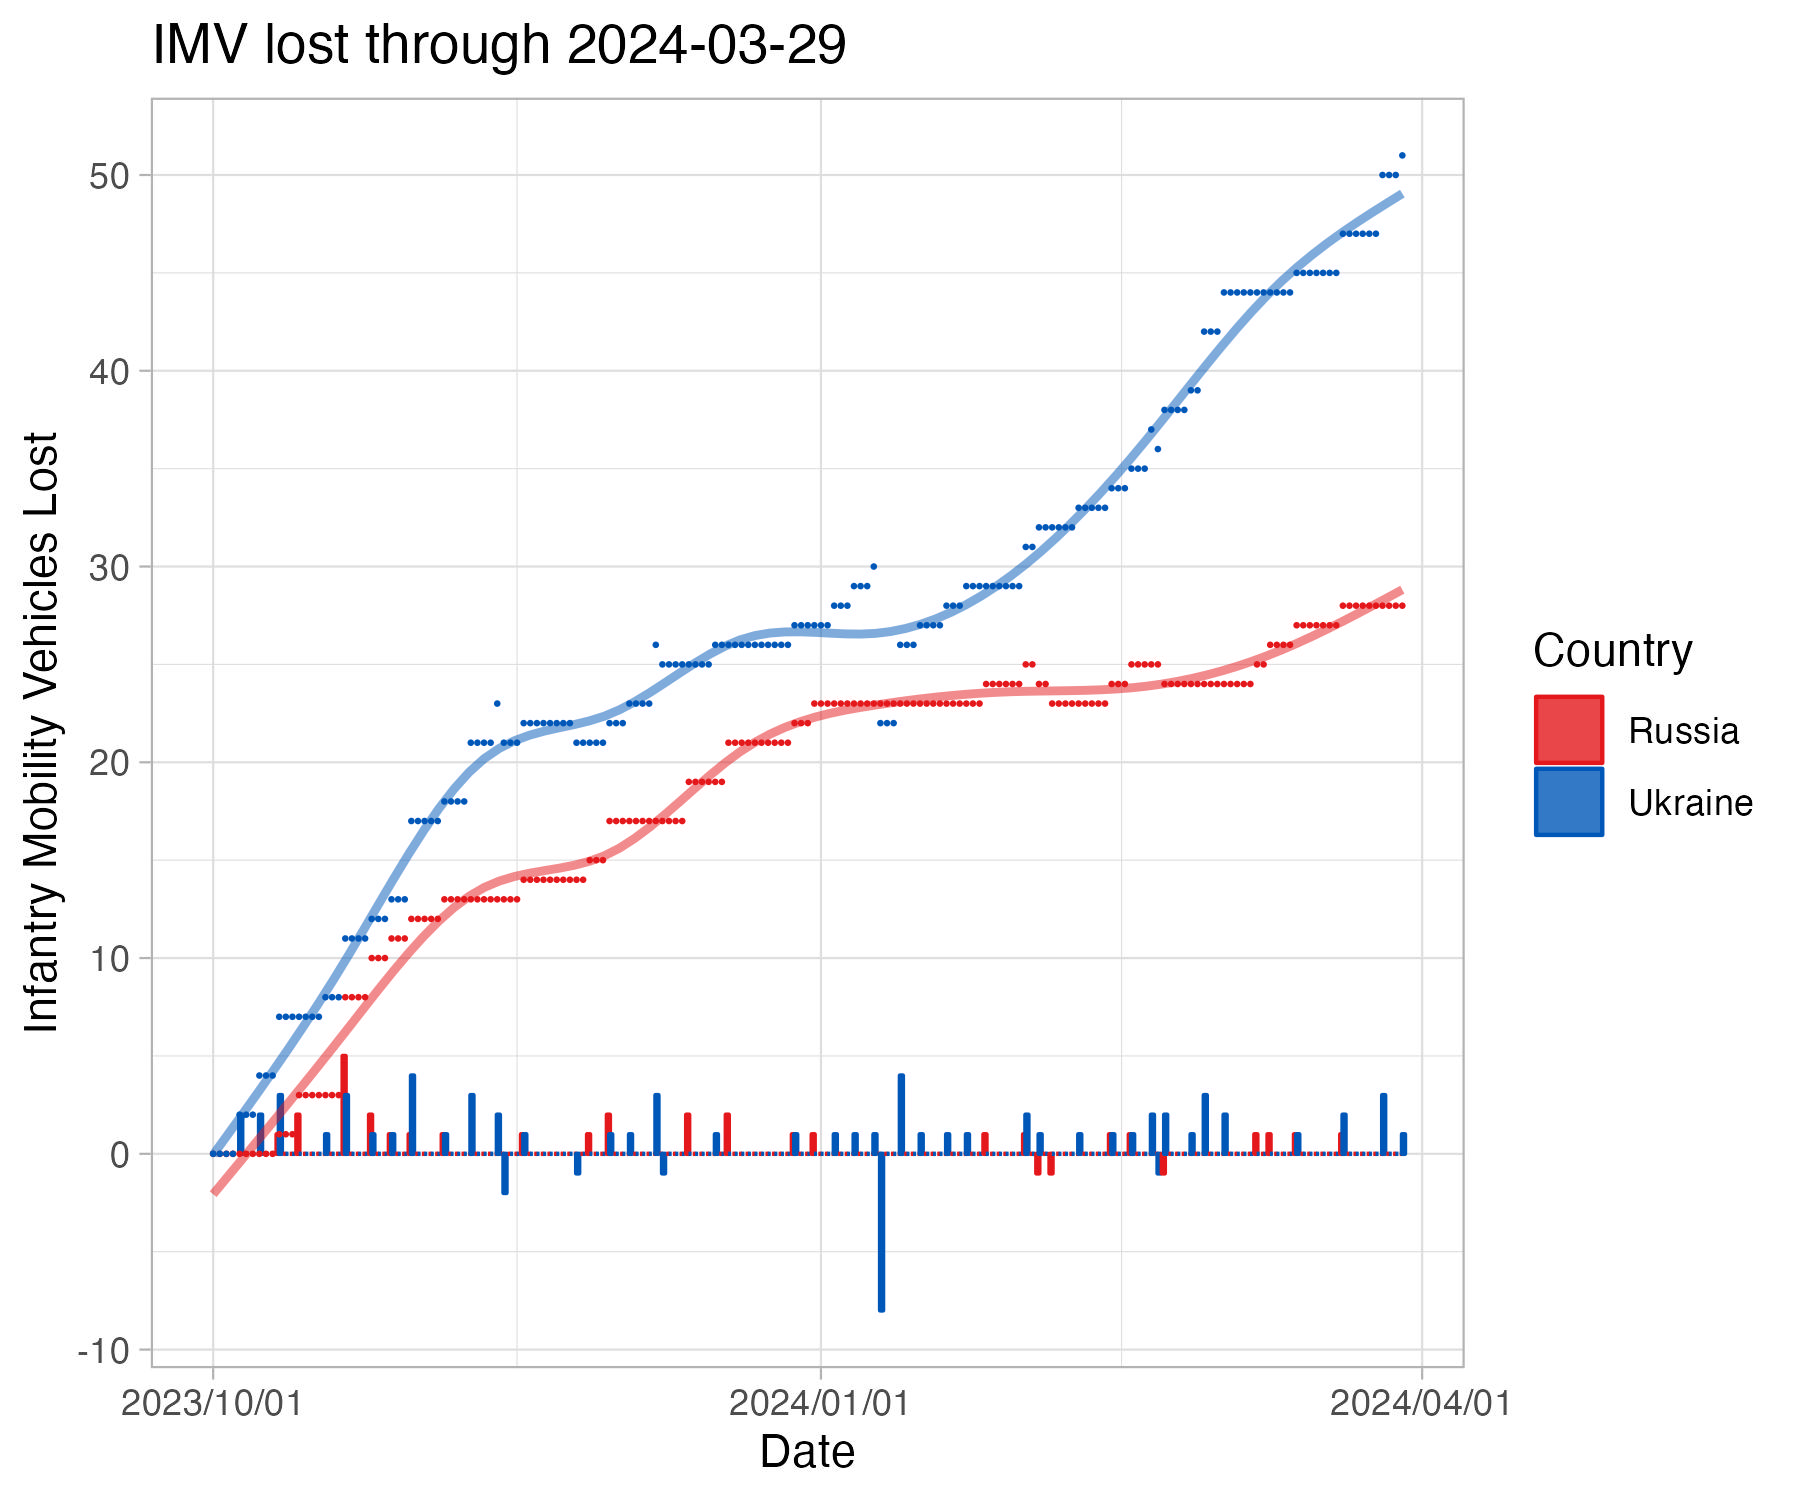 IMV lost through 2024-03-29
Infantry Mobility Vehicles Lost
50
40
30
20
10
0
-10
2023/10/01
2024/01/01
2024/04/01
Date
Country
Russia
Ukraine